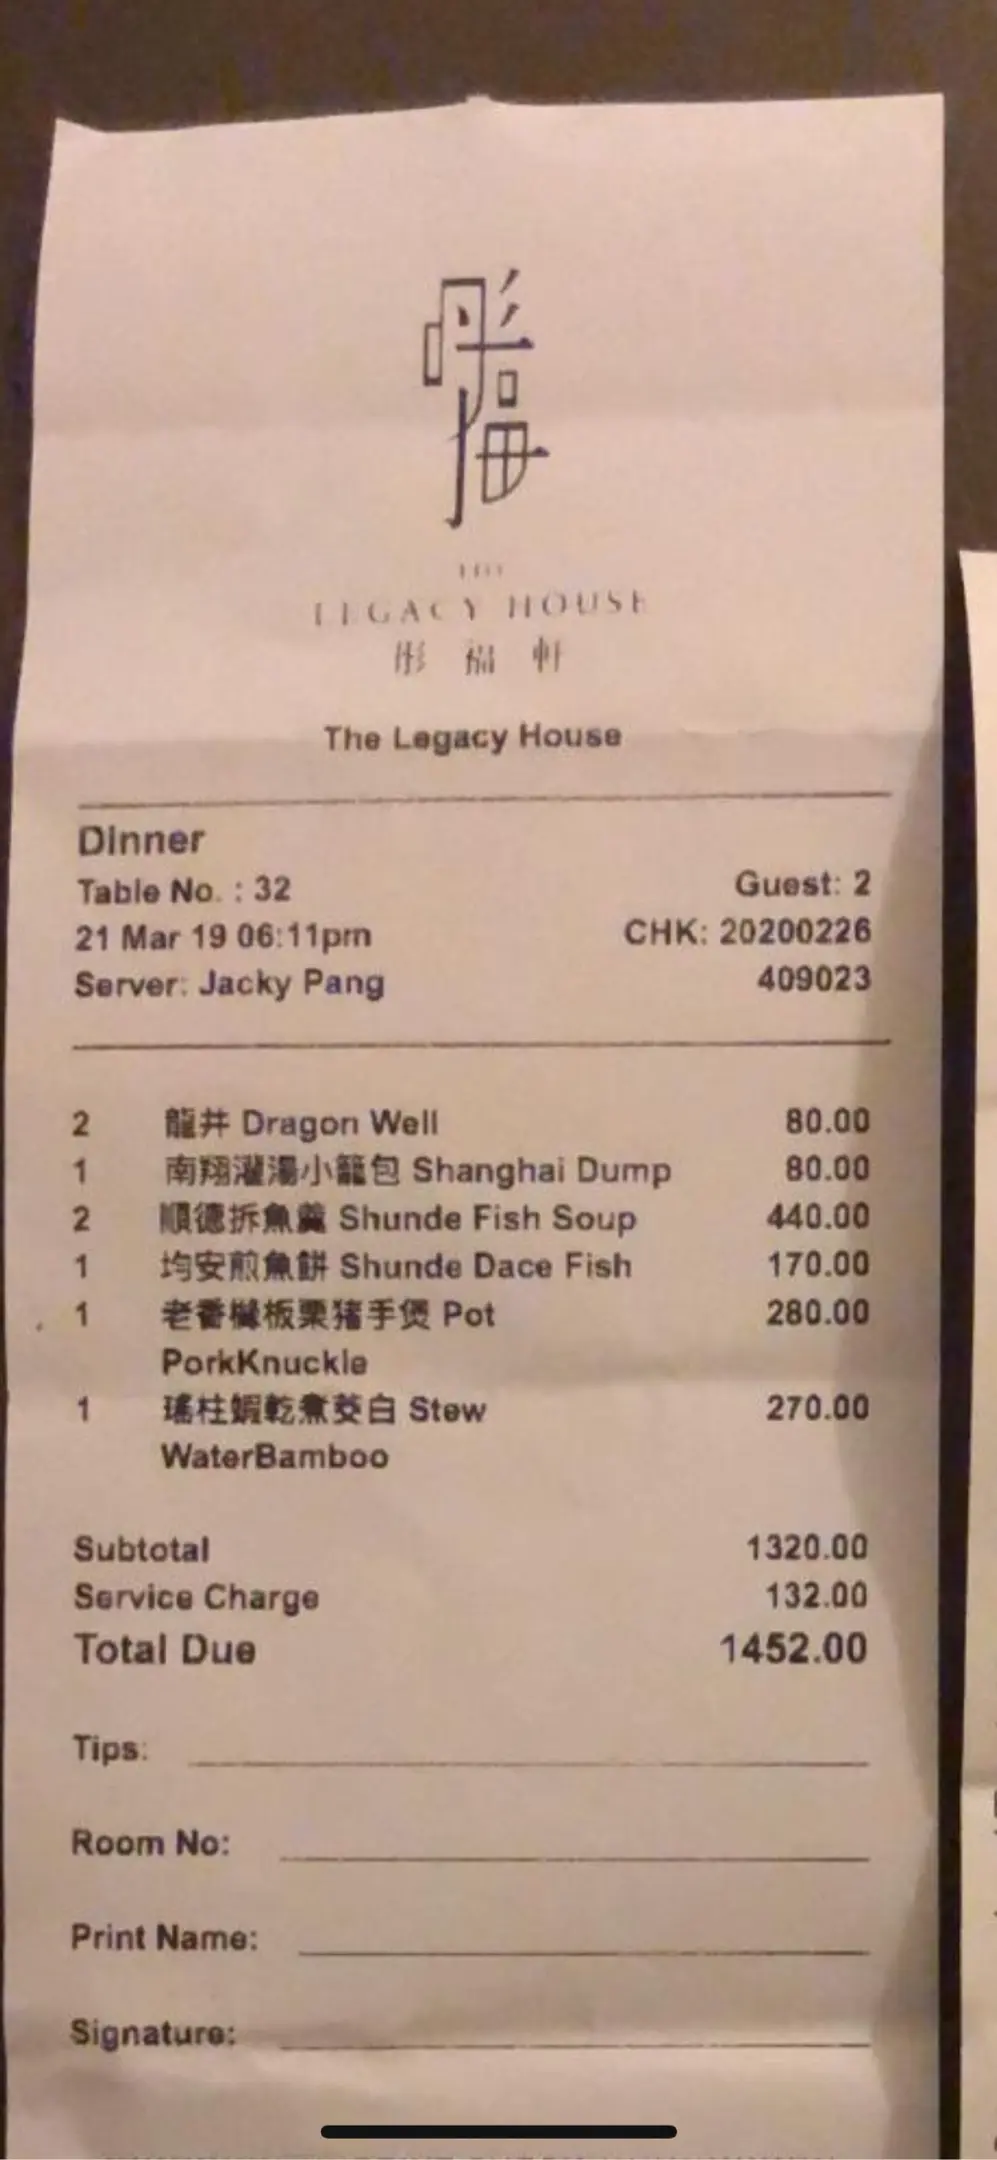 THE
LEGACY HOUSE
彤福軒
The Legacy House
Dinner
Table No. : 32 Guest: 2
21 Mar 19 06:11pm CHK: 20200226
Server: Jacky Pang 409023
2 龍井 Dragon Well 80.00
1 南翔灌湯小籠包 Shanghai Dump 80.00
2 順德拆魚羹 Shunde Fish Soup 440.00
1 均安煎魚餅 Shunde Dace Fish 170.00
1 老香櫞板栗猪手煲 Pot 280.00
PorkKnuckle
1 瑤柱蝦乾煮茭白 Stew 270.00
WaterBamboo
Subtotal 1320.00
Service Charge 132.00
Total Due 1452.00
Tips:
Room No:
Print Name:
Signature: